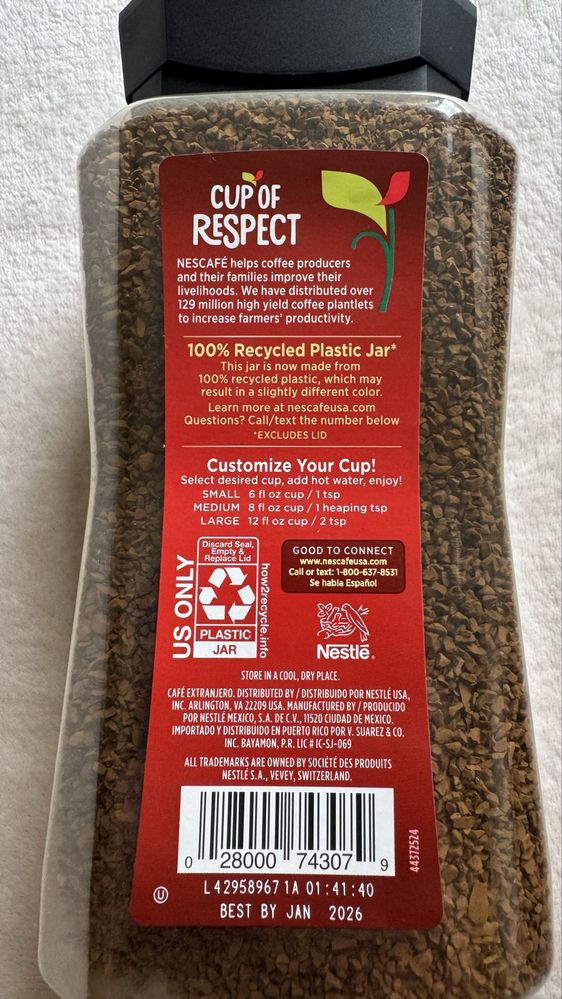 CUP OF
RESPECT
NESCAFÉ helps coffee producers
and their families improve their
livelihoods. We have distributed over
129 million high yield coffee plantlets
to increase farmers' productivity.
100% Recycled Plastic Jar*
This jar is now made from
100% recycled plastic, which may
result in a slightly different color.
Learn more at nescafeusa.com
Questions? Call/text the number below
*EXCLUDES LID
Customize Your Cup!
Select desired cup, add hot water, enjoy!
SMALL 6 fl oz cup / 1 tsp
MEDIUM 8 fl oz cup / 1 heaping tsp
LARGE 12 fl oz cup / 2 tsp
US ONLY
Discard Seal,
Empty &
Replace Lid
PLASTIC
JAR
how2recycle.info
GOOD TO CONNECT
www.nescafeusa.com
Call or text: 1-800-637-8531
Se habla Español
Nestlé®
STORE IN A COOL, DRY PLACE.
CAFÉ EXTRANJERO. DISTRIBUTED BY / DISTRIBUIDO POR NESTLÉ USA,
INC. ARLINGTON, VA 22209 USA. MANUFACTURED BY / PRODUCIDO
POR NESTLÉ MEXICO, S.A. DE C.V., 11520 CIUDAD DE MEXICO.
IMPORTADO Y DISTRIBUIDO EN PUERTO RICO POR V. SUAREZ & CO.
INC. BAYAMON, P.R. LIC # IC-SJ-069
ALL TRADEMARKS ARE OWNED BY SOCIÉTÉ DES PRODUITS
NESTLÉ S.A., VEVEY, SWITZERLAND.
0 28000 74307 9
44372524
U
L42958967 1A 01:41:40
BEST BY JAN 2026